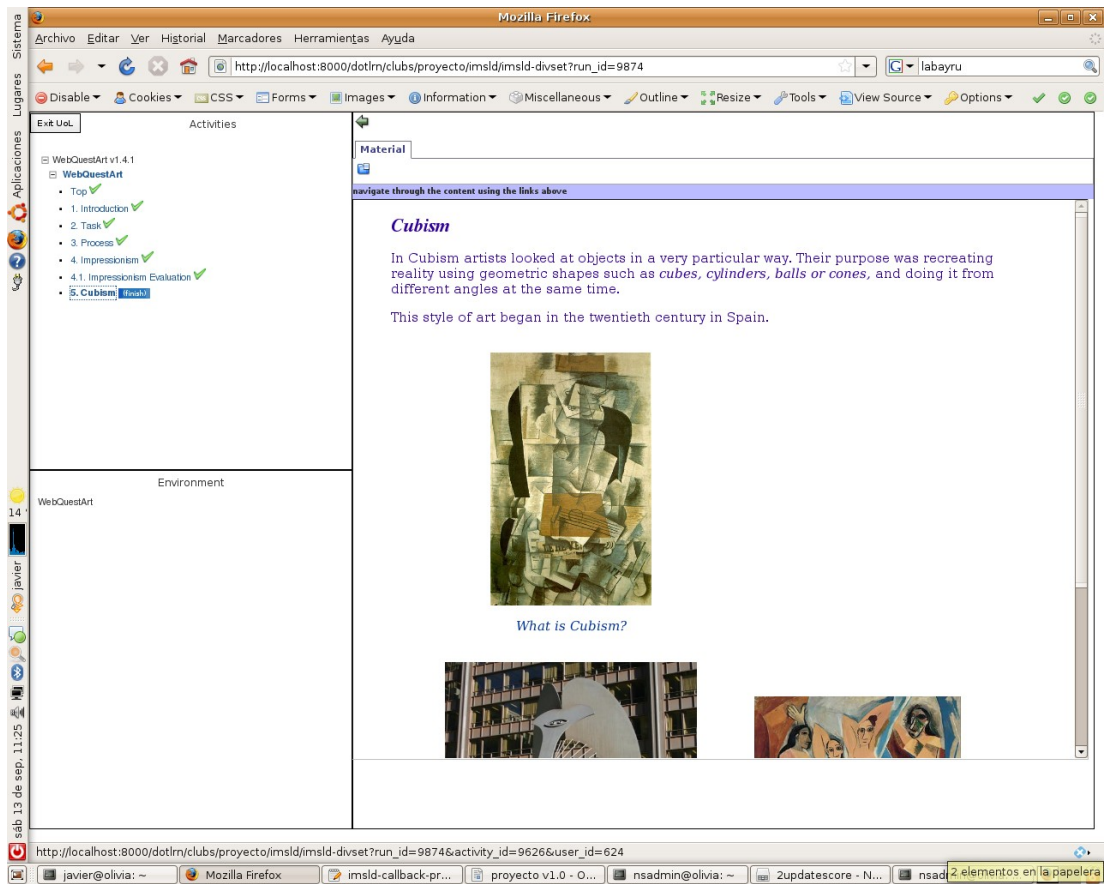 Mozilla Firefox
Archivo Editar Ver Historial Marcadores Herramientas Ayuda
http://localhost:8000/dotlrn/clubs/proyecto/imsld/imsld-divset?run_id=9874
G labayru
Disable Cookies CSS Forms Images Information Miscellaneous Outline Resize Tools View Source Options
Sistema
Lugares
Aplicaciones
14 °
javier
sáb 13 de sep, 11:25
Exit UoL
Activities
WebQuestArt v1.4.1
WebQuestArt
Top
1. Introduction
2. Task
3. Process
4. Impressionism
4.1. Impressionism Evaluation
5. Cubism (finish)
Environment
WebQuestArt
Material
navigate through the content using the links above
Cubism
In Cubism artists looked at objects in a very particular way. Their purpose was recreating
reality using geometric shapes such as cubes, cylinders, balls or cones, and doing it from
different angles at the same time.
This style of art began in the twentieth century in Spain.
What is Cubism?
http://localhost:8000/dotlrn/clubs/proyecto/imsld/imsld-divset?run_id=9874&activity_id=9626&user_id=624
javier@olivia: ~
Mozilla Firefox
imsld-callback-pr...
proyecto v1.0 - O...
nsadmin@olivia: ~
2updatescore - N...
nsad
2 elementos en la papelera